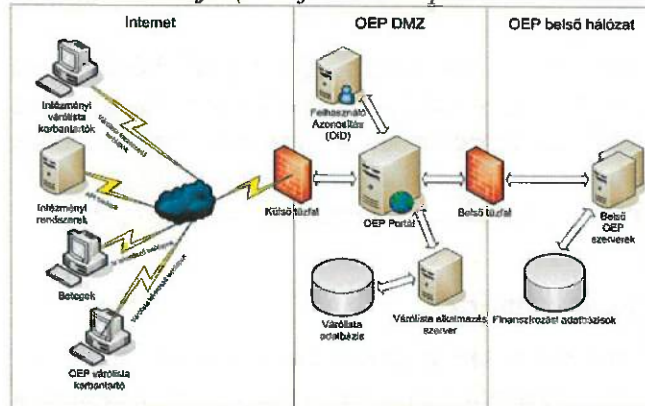 Internet
OEP DMZ
OEP belső hálózat
Intézményi
várólista
karbantartók
Felhasználó
Azonosítás
(OID)
Intézményi
rendszerek
Külső tűzfal
OEP Portál
Belső tűzfal
Belső
OEP
szerverek
Betegek
Várólista
adatbázis
Várólista alkalmazás
szerver
Finanszírozási adatbázisok
OEP várólista
karbantartó